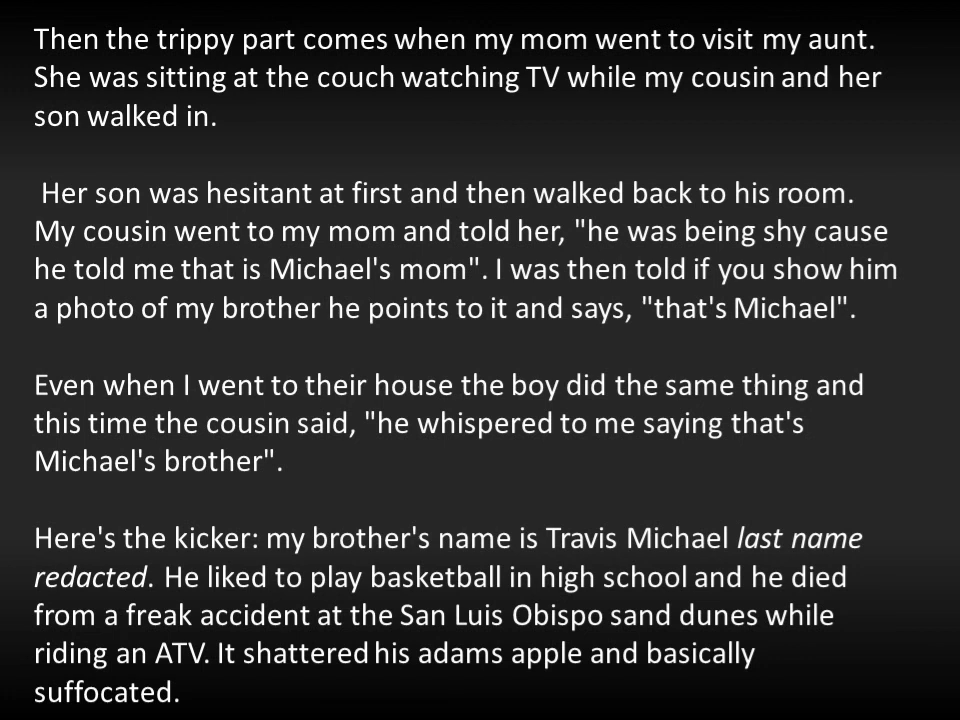 Then the trippy part comes when my mom went to visit my aunt.
She was sitting at the couch watching TV while my cousin and her
son walked in.
Her son was hesitant at first and then walked back to his room.
My cousin went to my mom and told her, "he was being shy cause
he told me that is Michael's mom". I was then told if you show him
a photo of my brother he points to it and says, "that's Michael".
Even when I went to their house the boy did the same thing and
this time the cousin said, "he whispered to me saying that's
Michael's brother".
Here's the kicker: my brother's name is Travis Michael last name
redacted. He liked to play basketball in high school and he died
from a freak accident at the San Luis Obispo sand dunes while
riding an ATV. It shattered his adams apple and basically
suffocated.